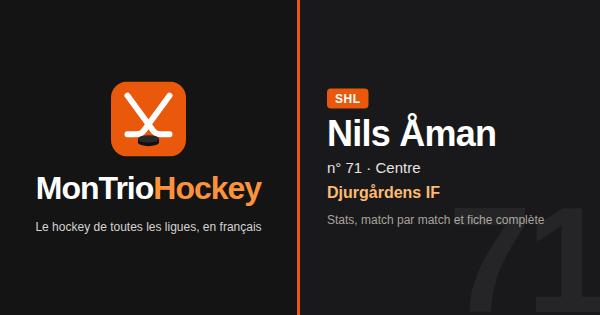 MonTrioHockey
Le hockey de toutes les ligues, en français
SHL
Nils Åman
n° 71 · Centre
Djurgårdens IF
Stats, match par match et fiche complète
71